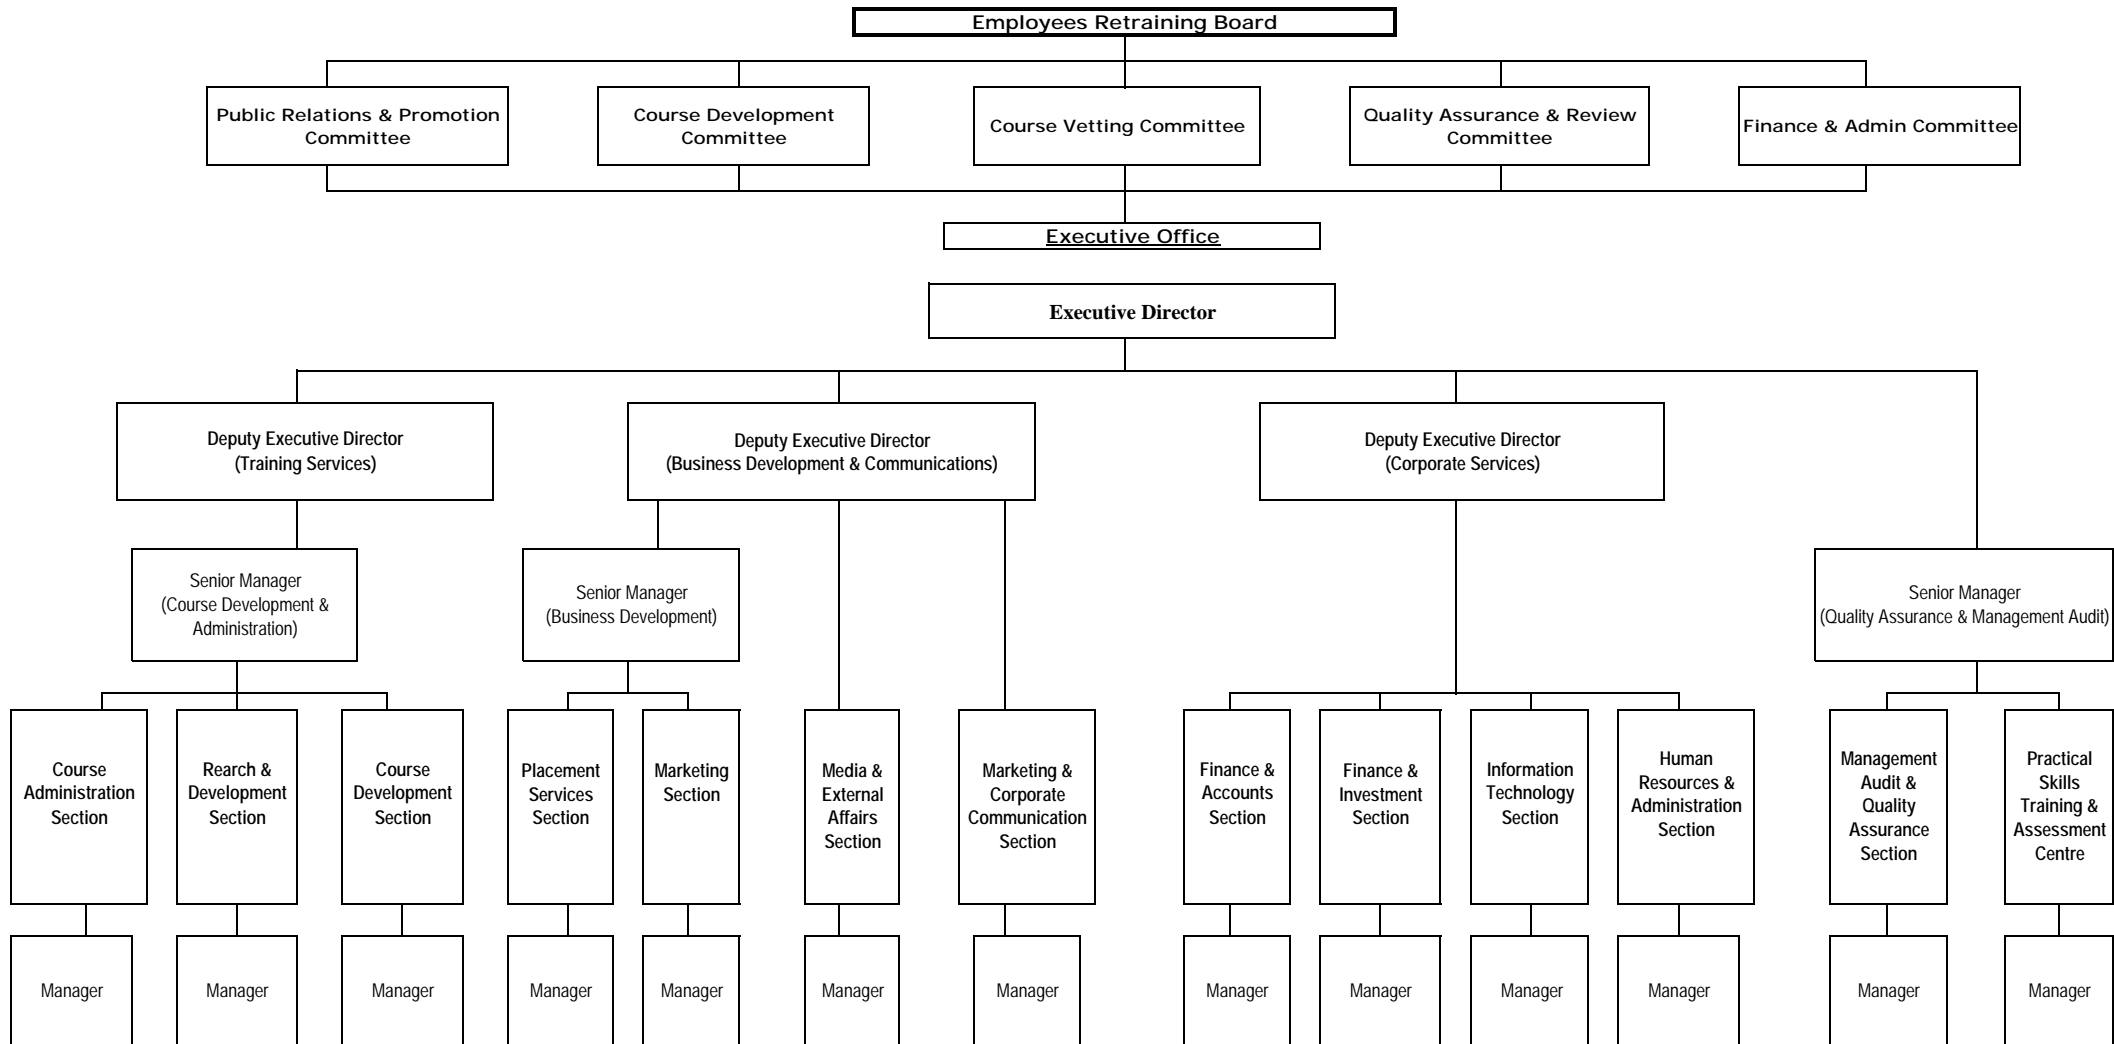 Employees Retraining Board
Public Relations & Promotion
Committee
Course Development
Committee
Course Vetting Committee
Quality Assurance & Review
Committee
Finance & Admin Committee
Executive Office
Executive Director
Deputy Executive Director
(Training Services)
Deputy Executive Director
(Business Development & Communications)
Deputy Executive Director
(Corporate Services)
Senior Manager
(Course Development &
Administration)
Senior Manager
(Business Development)
Senior Manager
(Quality Assurance & Management Audit)
Course
Administration
Section
Rearch &
Development
Section
Course
Development
Section
Placement
Services
Section
Marketing
Section
Media &
External
Affairs
Section
Marketing &
Corporate
Communication
Section
Finance &
Accounts
Section
Finance &
Investment
Section
Information
Technology
Section
Human
Resources &
Administration
Section
Management
Audit &
Quality
Assurance
Section
Practical
Skills
Training &
Assessment
Centre
Manager
Manager
Manager
Manager
Manager
Manager
Manager
Manager
Manager
Manager
Manager
Manager
Manager